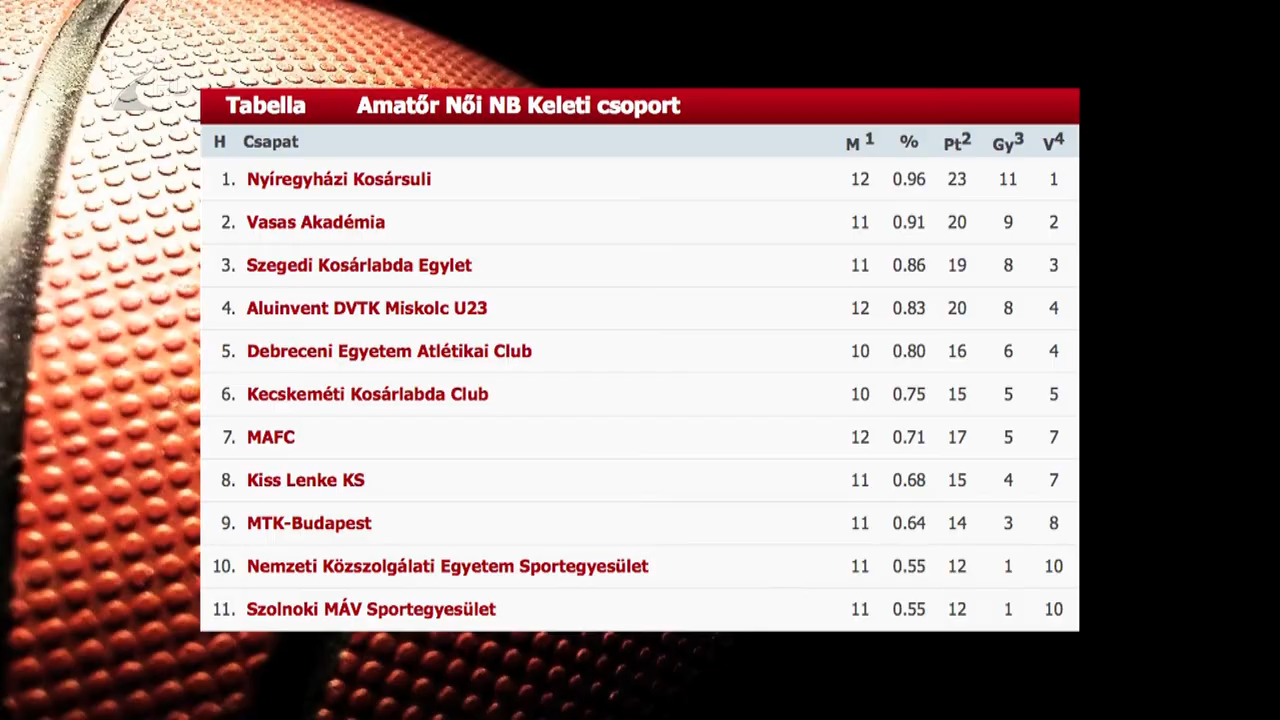 Tabella Amatőr Női NB Keleti csoport
H Csapat M 1 % Pt2 Gy3 V4
1. Nyíregyházi Kosársuli 12 0.96 23 11 1
2. Vasas Akadémia 11 0.91 20 9 2
3. Szegedi Kosárlabda Egylet 11 0.86 19 8 3
4. Aluinvent DVTK Miskolc U23 12 0.83 20 8 4
5. Debreceni Egyetem Atlétikai Club 10 0.80 16 6 4
6. Kecskeméti Kosárlabda Club 10 0.75 15 5 5
7. MAFC 12 0.71 17 5 7
8. Kiss Lenke KS 11 0.68 15 4 7
9. MTK-Budapest 11 0.64 14 3 8
10. Nemzeti Közszolgálati Egyetem Sportegyesület 11 0.55 12 1 10
11. Szolnoki MÁV Sportegyesület 11 0.55 12 1 10